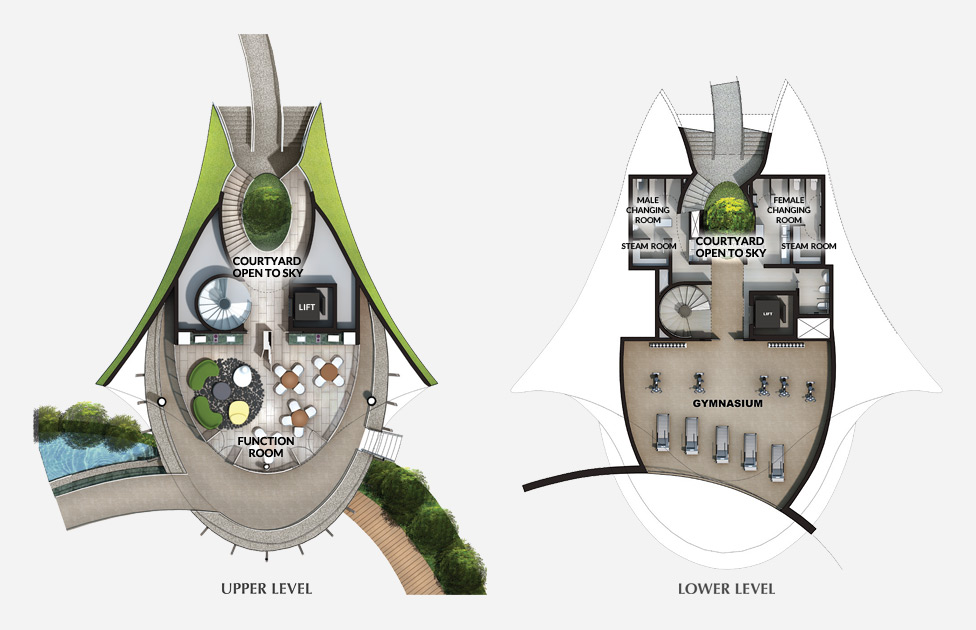 COURTYARD
OPEN TO SKY
LIFT
FUNCTION
ROOM
UPPER LEVEL
MALE
CHANGING
ROOM
FEMALE
CHANGING
ROOM
STEAM ROOM
COURTYARD
OPEN TO SKY
STEAM ROOM
LIFT
GYMNASIUM
LOWER LEVEL